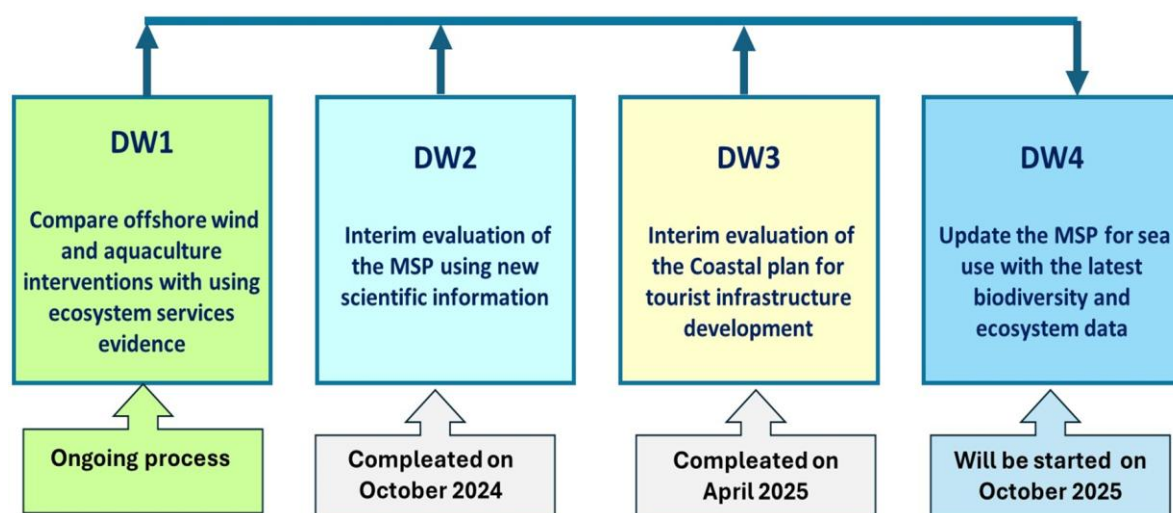 DW1
Compare offshore wind
and aquaculture
interventions with using
ecosystem services
evidence
Ongoing process
DW2
Interim evaluation of
the MSP using new
scientific information
Compleated on
October 2024
DW3
Interim evaluation of
the Coastal plan for
tourist infrastructure
development
Compleated on
April 2025
DW4
Update the MSP for sea
use with the latest
biodiversity and
ecosystem data
Will be started on
October 2025